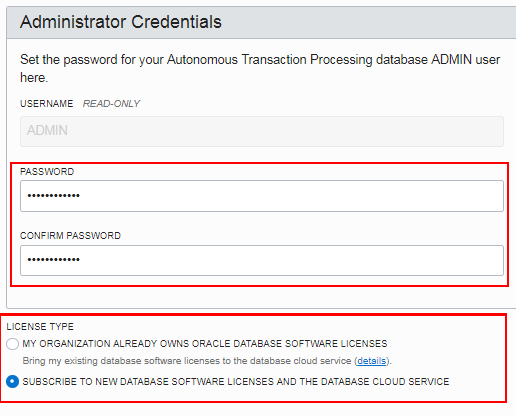 Administrator Credentials
Set the password for your Autonomous Transaction Processing database ADMIN user
here.
USERNAME READ-ONLY
ADMIN
PASSWORD
••••••••••••
CONFIRM PASSWORD
••••••••••••
LICENSE TYPE
MY ORGANIZATION ALREADY OWNS ORACLE DATABASE SOFTWARE LICENSES
Bring my existing database software licenses to the database cloud service (details).
SUBSCRIBE TO NEW DATABASE SOFTWARE LICENSES AND THE DATABASE CLOUD SERVICE